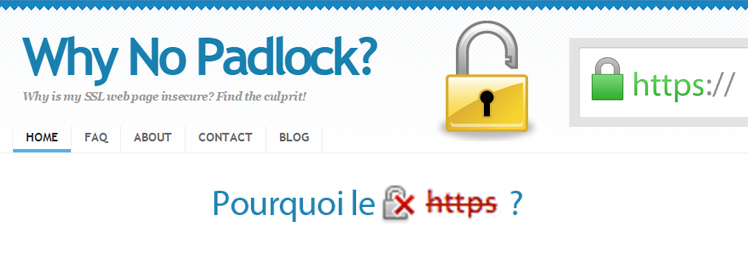 Why No Padlock?
Why is my SSL web page insecure? Find the culprit!
https://
HOME FAQ ABOUT CONTACT BLOG
Pourquoi le https ?